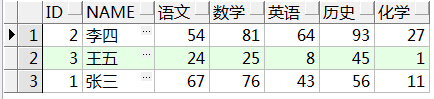 ID NAME 语文 数学 英语 历史 化学
1 2 李四 ... 54 81 64 93 27
2 3 王五 ... 24 25 8 45 1
3 1 张三 ... 67 76 43 56 11